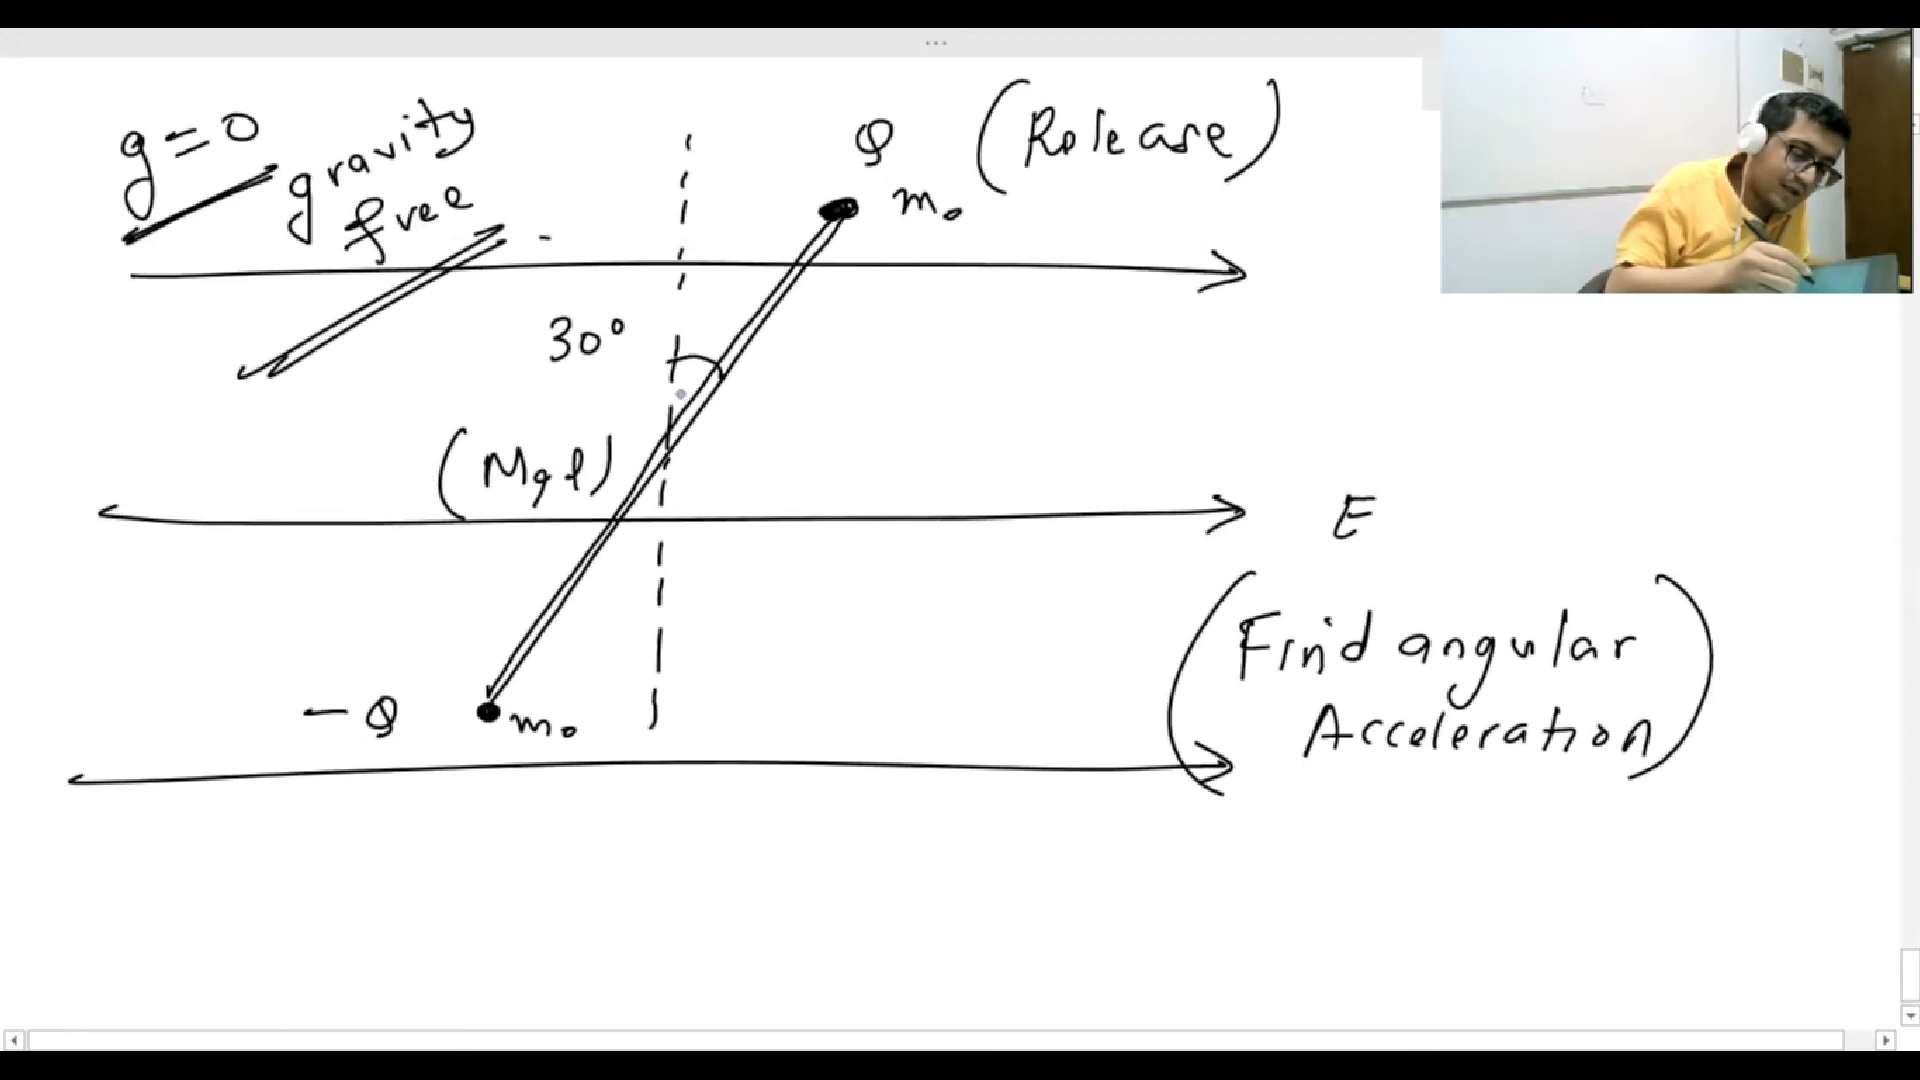 g=0
gravity
free
Q
(Release)
m₀
30°
(M, l)
E
(Find angular
Acceleration)
-Q
m₀